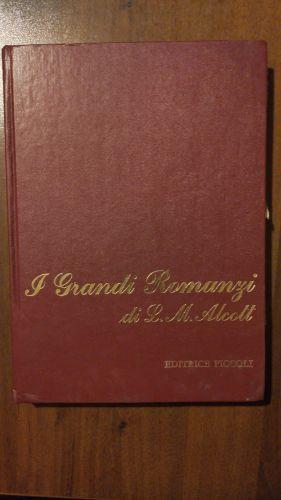 I Grandi Romanzi
di L. M. Alcott
EDITRICE PICCOLI